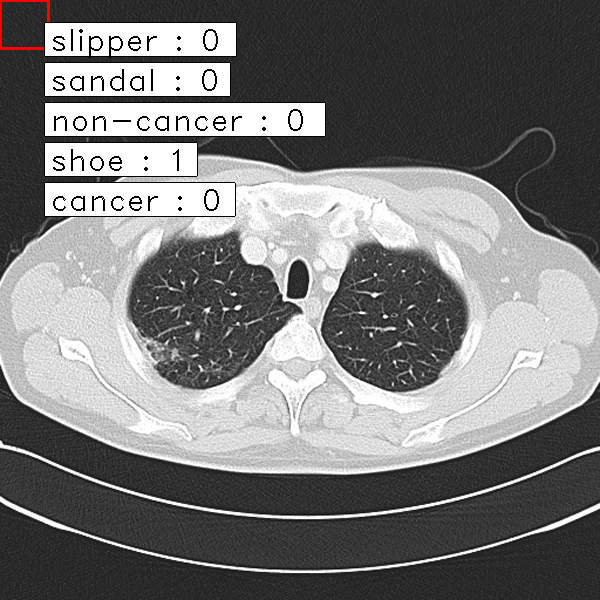 slipper : 0
sandal : 0
non-cancer : 0
shoe : 1
cancer : 0